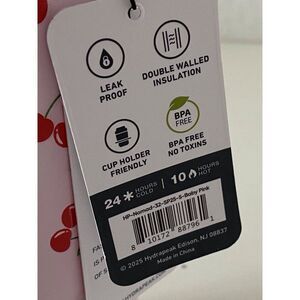 LEAK
PROOF
DOUBLE WALLED
INSULATION
CUP HOLDER
FRIENDLY
BPA
FREE
BPA FREE
NO TOXINS
24 HOURS COLD
10 HOURS HOT
HP-Nomad-32-SP25-S-Baby Pink
8 10172 88796 1
© 2025 Hydrapeak Edison, NJ 08837
Made in China